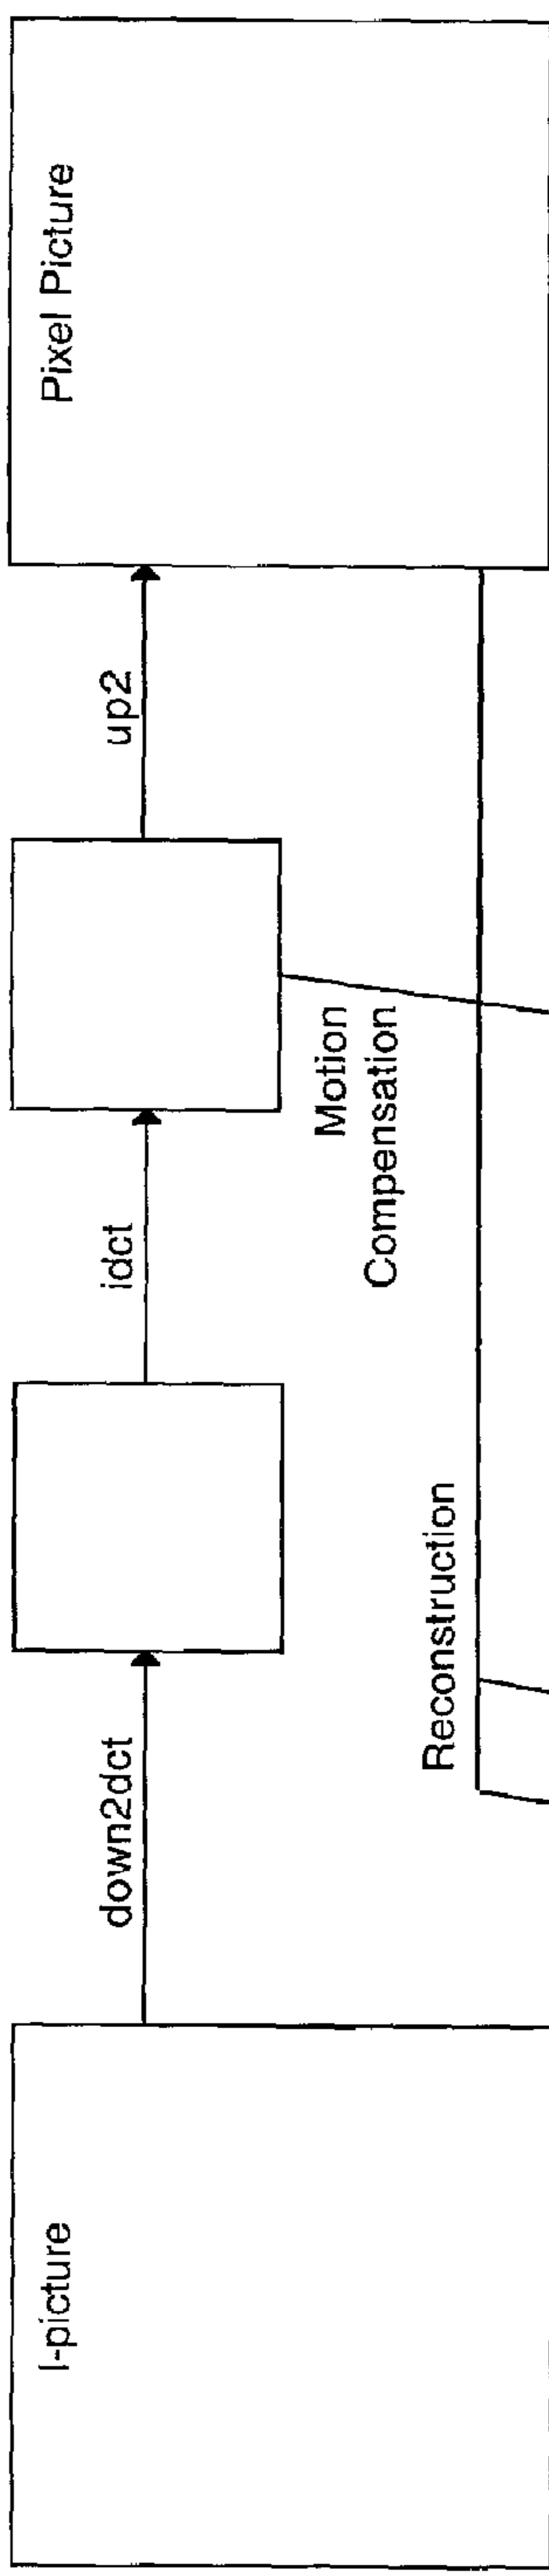 I-picture
down2dct
idct
up2
Pixel Picture
Motion
Compensation
Reconstruction